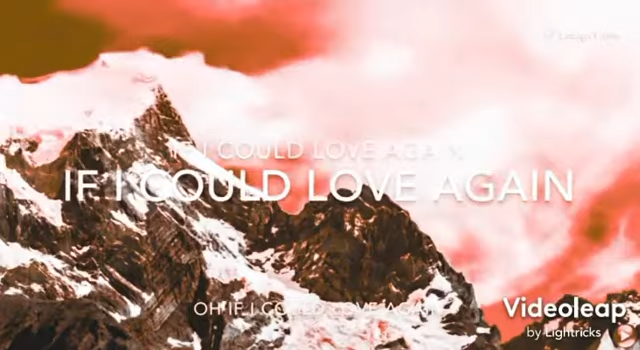 IF I COULD LOVE AGAIN
IF I COULD LOVE AGAIN
OH IF I COULD LOVE AGAIN
Videoleap
by Lightricks